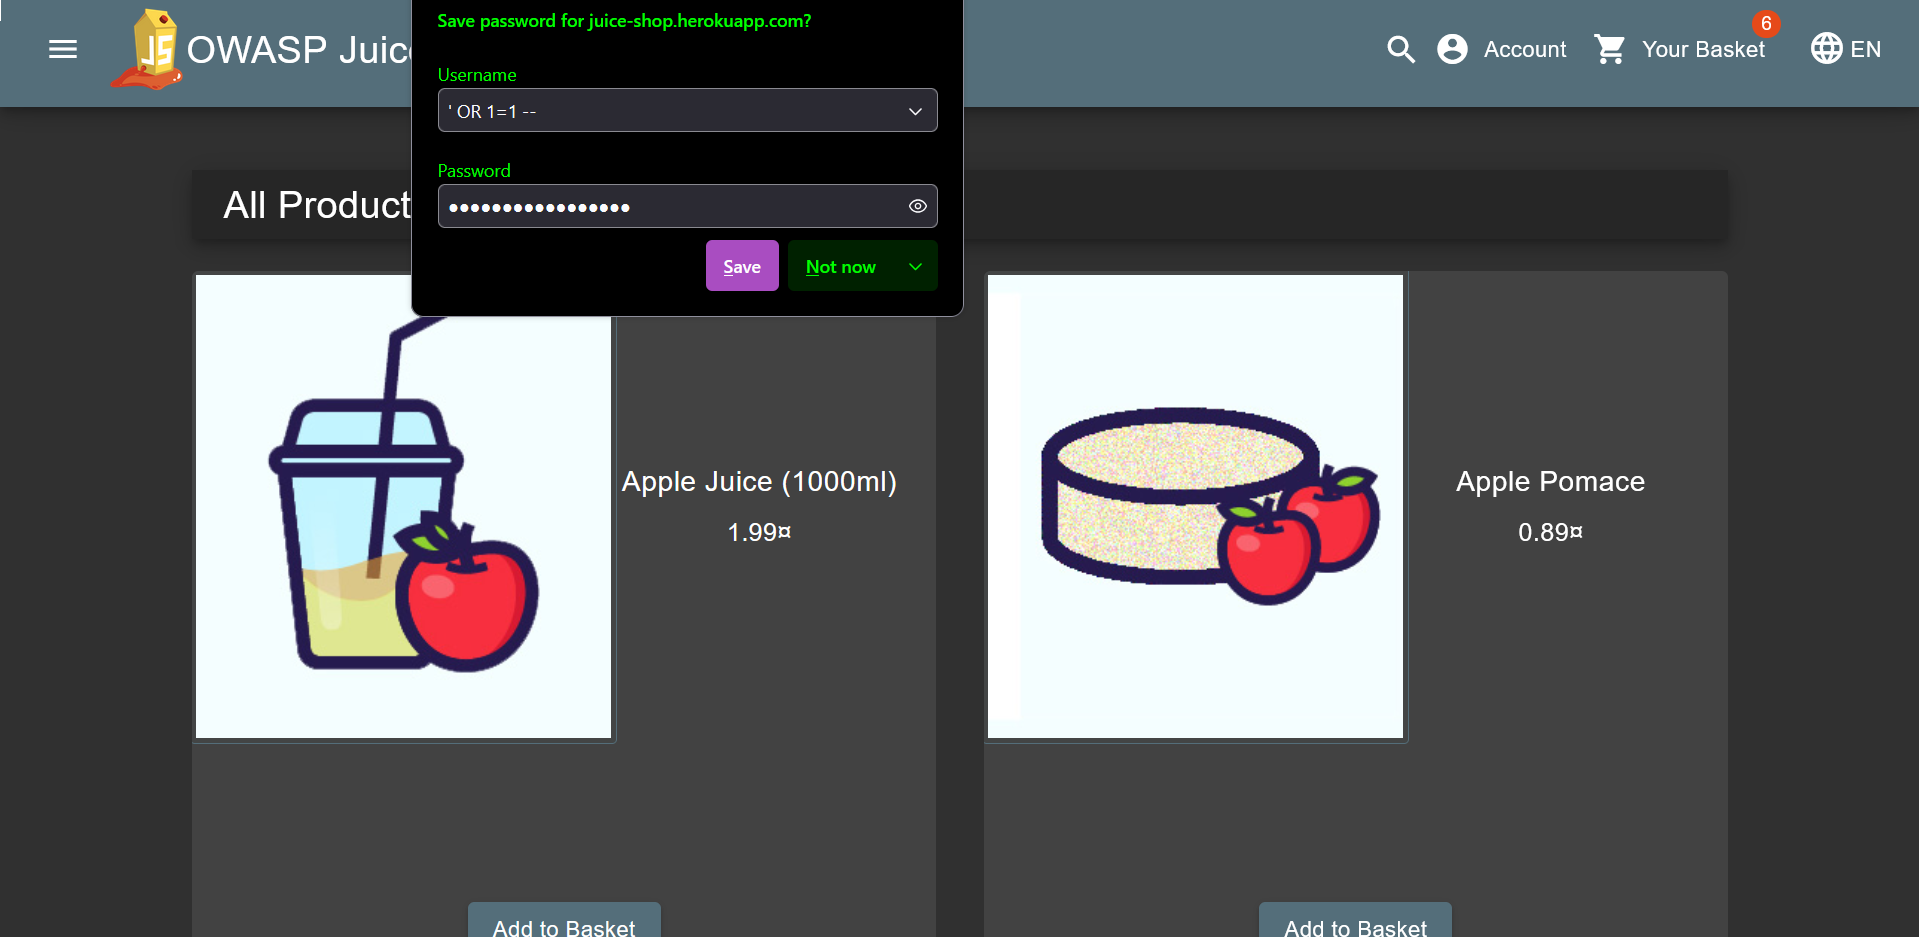 Save password for juice-shop.herokuapp.com?
Username
' OR 1=1 --
Password
•••••••••••••••••
Save
Not now
JS
OWASP Juic
Account
6
Your Basket
EN
All Product
Apple Juice (1000ml)
1.99¤
Add to Basket
Apple Pomace
0.89¤
Add to Basket